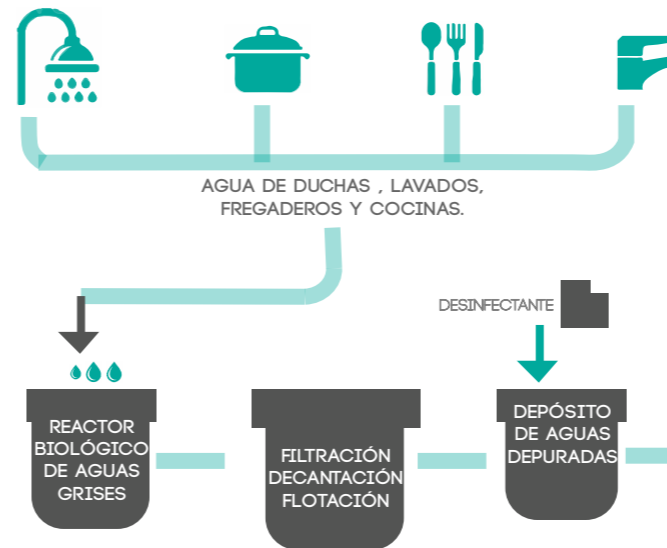 AGUA DE DUCHAS , LAVADOS,
FREGADEROS Y COCINAS.
DESINFECTANTE
REACTOR
BIOLÓGICO
DE AGUAS
GRISES
FILTRACIÓN
DECANTACIÓN
FLOTACIÓN
DEPÓSITO
DE AGUAS
DEPURADAS